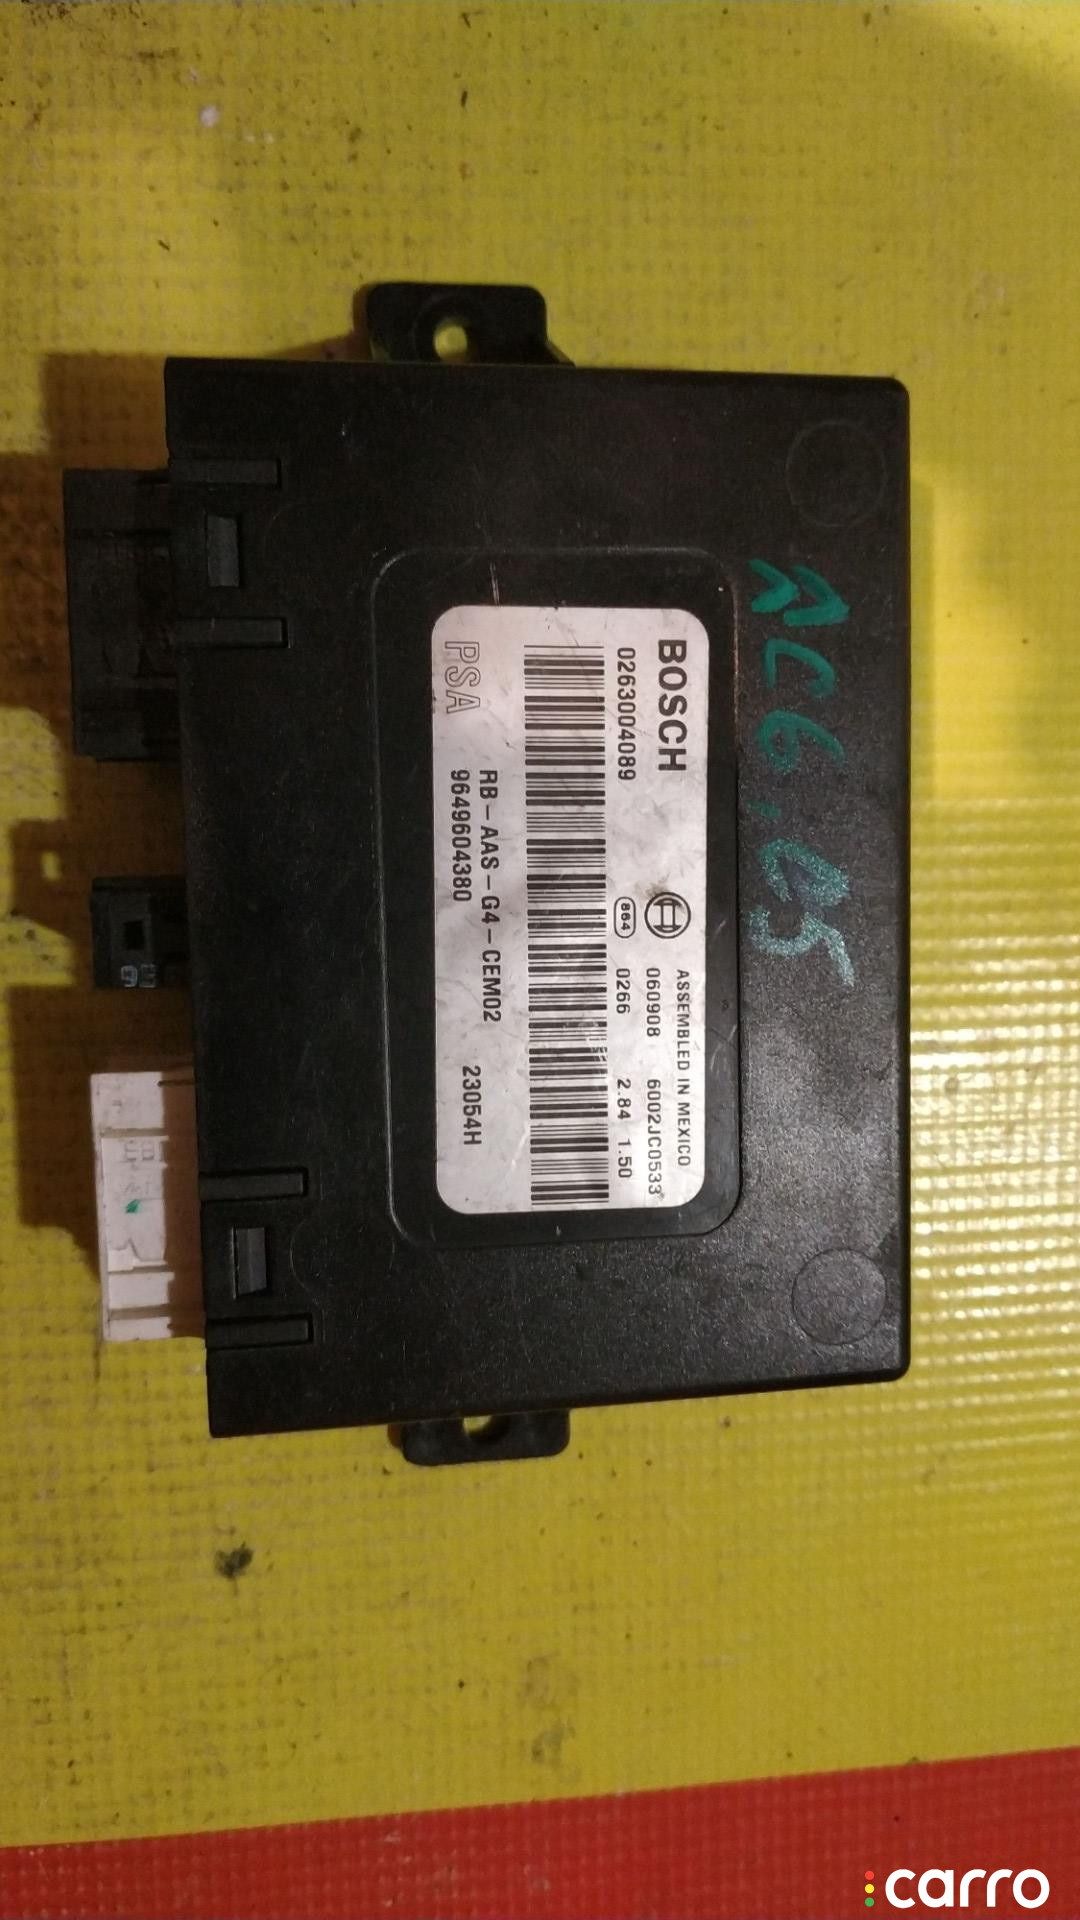 AC6, C5
BOSCH
ASSEMBLED IN MEXICO
0263004089
864
060908 6002JC0533
0266 2.84 1.50
PSA
RB-AAS-G4-CEM02
9649604380
23054H
carro